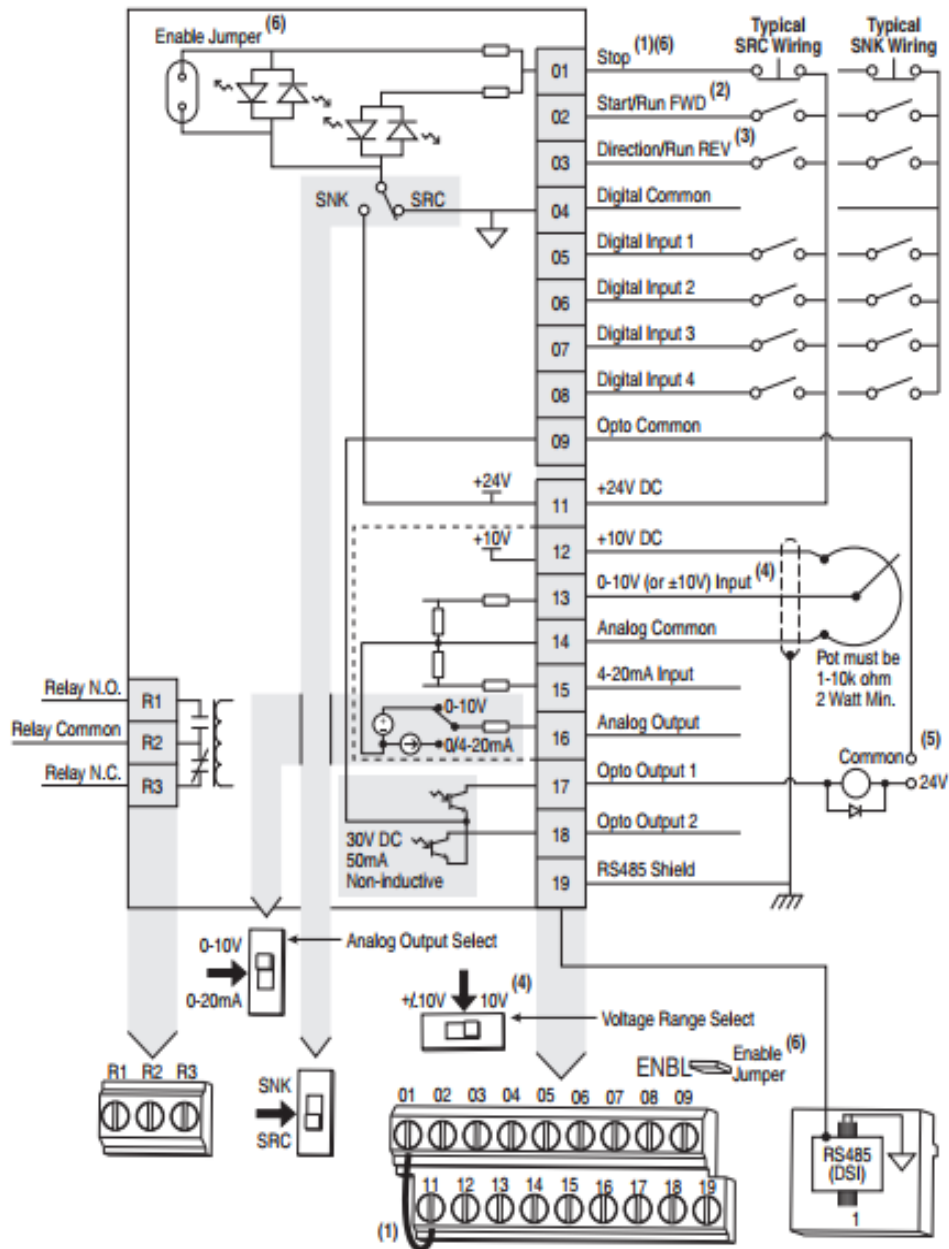 Enable Jumper (6)
Typical
SRC Wiring
Typical
SNK Wiring
01
Stop (1)(6)
02
Start/Run FWD (2)
03
Direction/Run REV (3)
SNK
SRC
04
Digital Common
05
Digital Input 1
06
Digital Input 2
07
Digital Input 3
08
Digital Input 4
09
Opto Common
+24V
11
+24V DC
+10V
12
+10V DC
13
0-10V (or ±10V) Input (4)
14
Analog Common
Pot must be
1-10k ohm
2 Watt Min.
15
4-20mA Input
0-10V
0/4-20mA
16
Analog Output
Relay N.O.
R1
Relay Common
R2
Relay N.C.
R3
17
Opto Output 1
Common
(5)
24V
30V DC
50mA
Non-inductive
18
Opto Output 2
19
RS485 Shield
0-10V
0-20mA
Analog Output Select
+/-10V
10V
(4)
Voltage Range Select
R1 R2 R3
SNK
SRC
ENBL
Enable (6)
Jumper
01 02 03 04 05 06 07 08 09
11 12 13 14 15 16 17 18 19
(1)
RS485
(DSI)
1